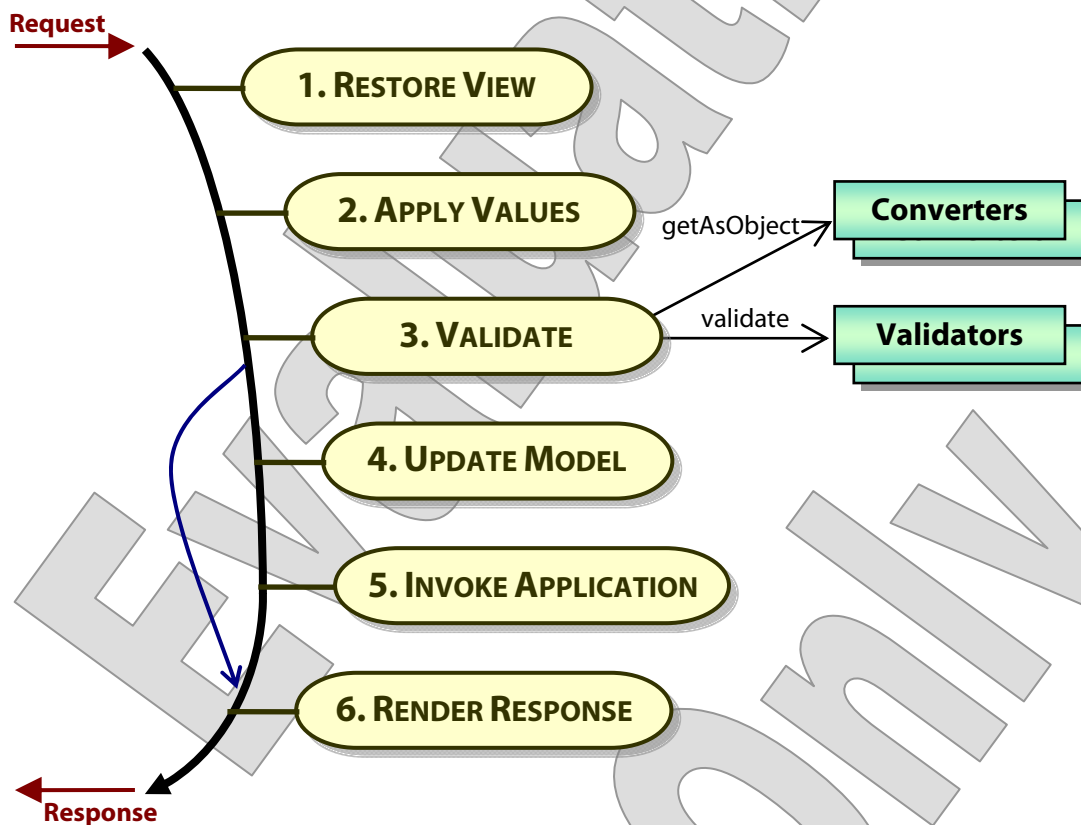 Request
1. RESTORE VIEW
2. APPLY VALUES
getAsObject
Converters
3. VALIDATE
validate
Validators
4. UPDATE MODEL
5. INVOKE APPLICATION
6. RENDER RESPONSE
Response